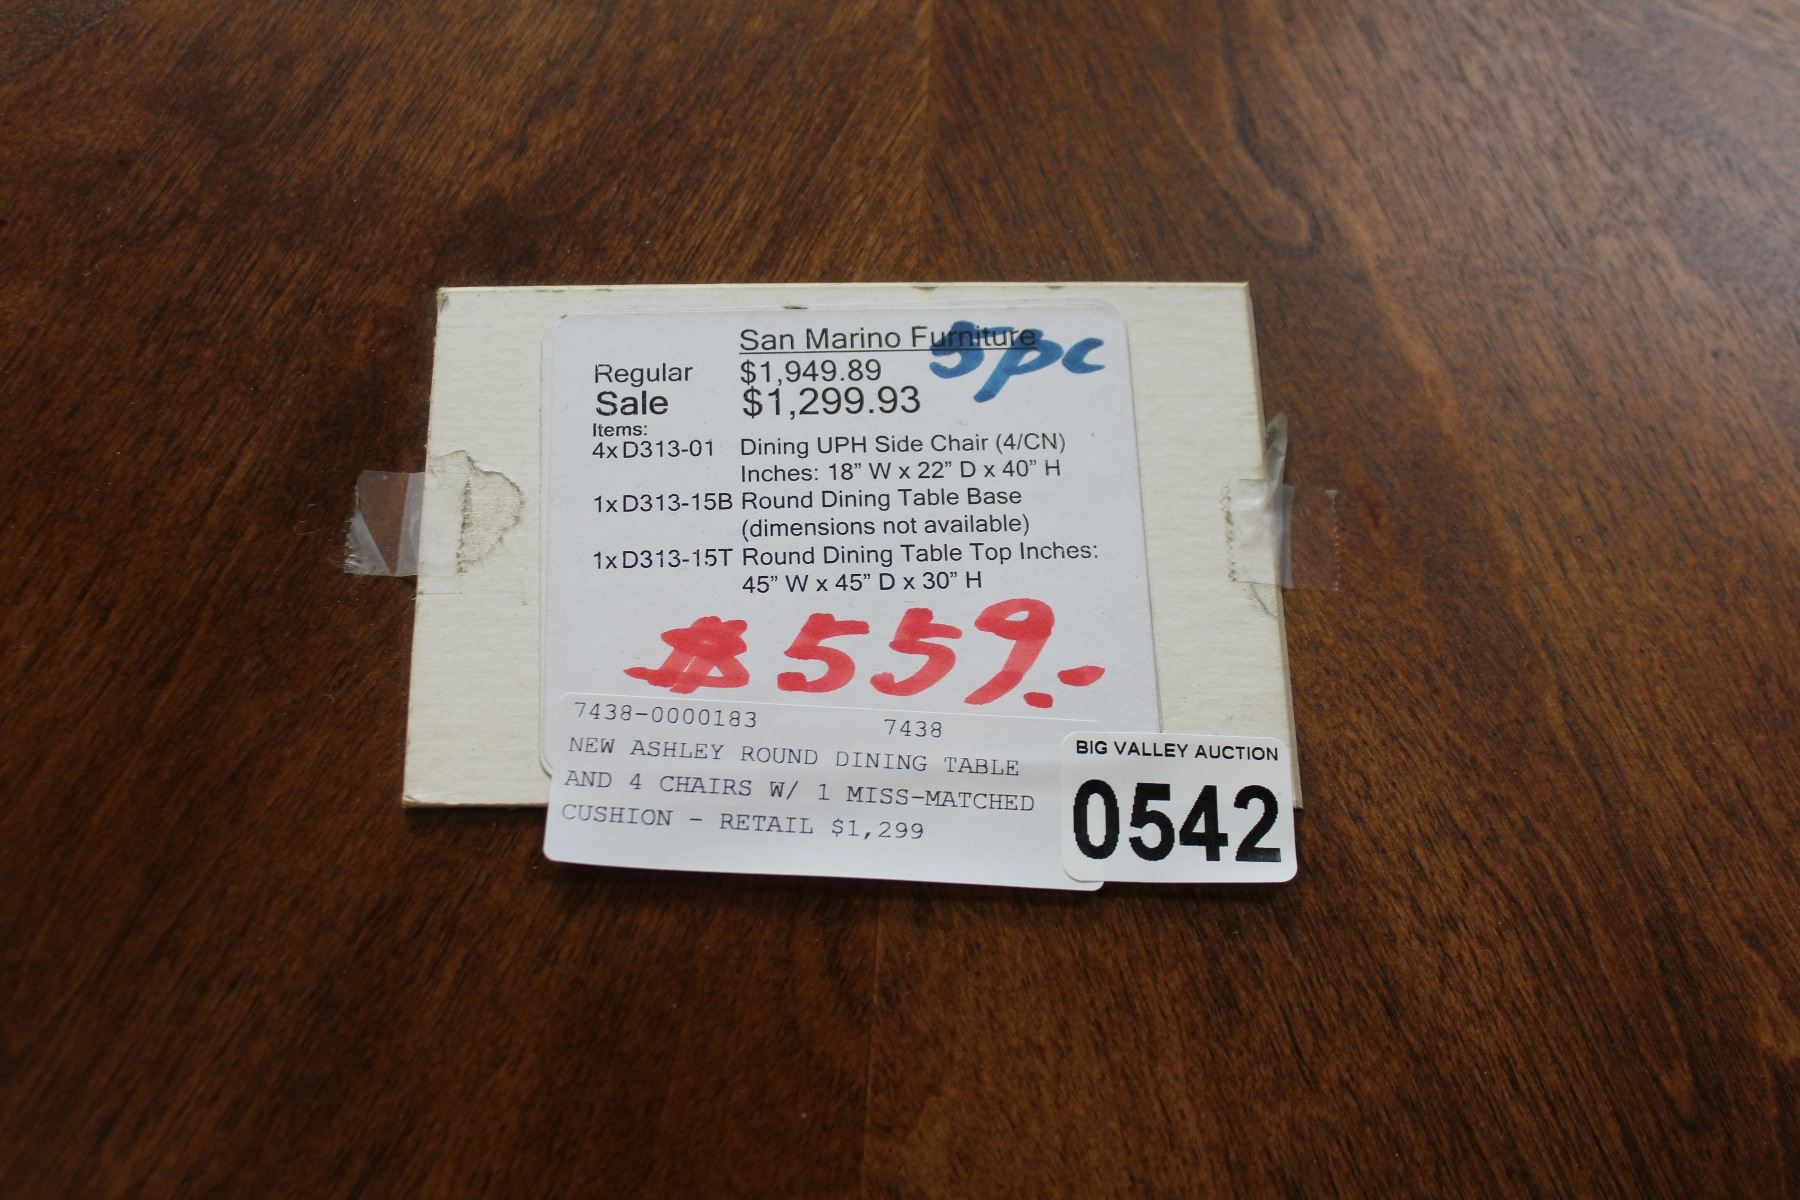 San Marino Furniture
5pc
Regular $1,949.89
Sale $1,299.93
Items:
4xD313-01 Dining UPH Side Chair (4/CN)
Inches: 18” W x 22” D x 40” H
1xD313-15B Round Dining Table Base
(dimensions not available)
1xD313-15T Round Dining Table Top Inches:
45” W x 45” D x 30” H
$559.-
7438-0000183 7438
NEW ASHLEY ROUND DINING TABLE
AND 4 CHAIRS W/ 1 MISS-MATCHED
CUSHION - RETAIL $1,299
BIG VALLEY AUCTION
0542